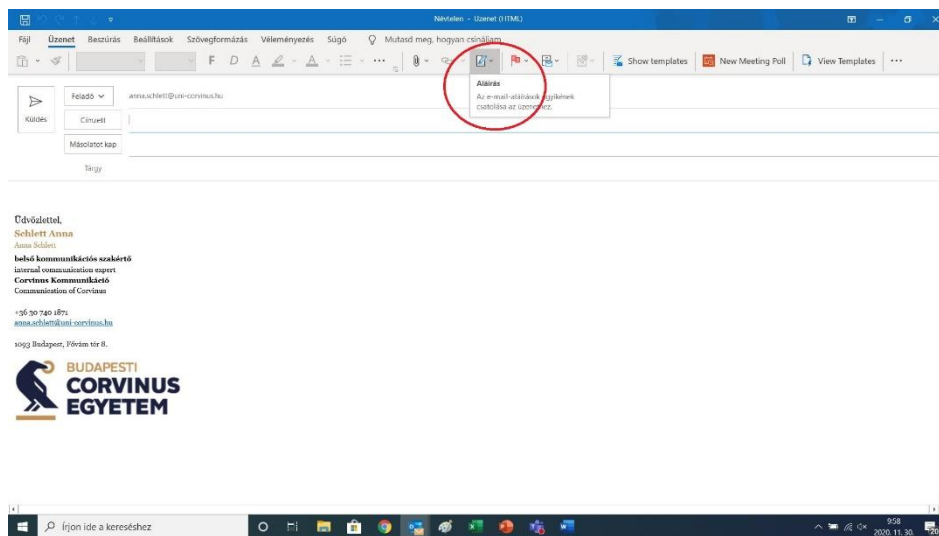 Névtelen - Üzenet (HTML)
Fájl Üzenet Beszúrás Beállítások Szövegformázás Véleményezés Súgó Mutasd meg, hogyan csináljam
F D A A Show templates New Meeting Poll View Templates
Aláírás
Az e-mail-aláírások egyikének
csatolása az üzenethez.
Küldés
Feladó anna.schlett@uni-corvinus.hu
Címzett
Másolatot kap
Tárgy
Üdvözlettel,
Schlett Anna
Anna Schlett
belső kommunikációs szakértő
internal communication expert
Corvinus Kommunikáció
Communication of Corvinus
+36 30 740 1871
anna.schlett@uni-corvinus.hu
1093 Budapest, Fővám tér 8.
BUDAPESTI
CORVINUS
EGYETEM
Írjon ide a kereséshez
9:58
2020. 11. 30.